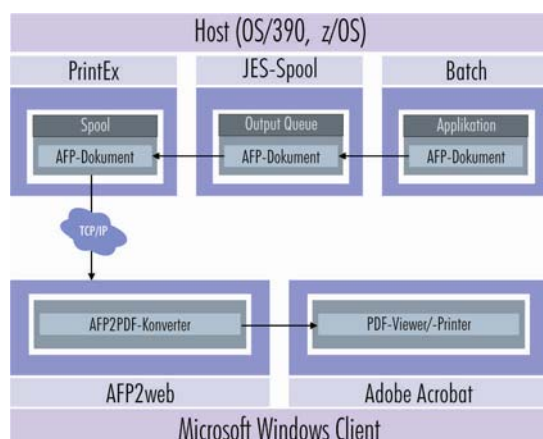 Host (OS/390, z/OS)
PrintEx
JES-Spool
Batch
Spool
Output Queue
Applikation
AFP-Dokument
AFP-Dokument
AFP-Dokument
TCP/IP
AFP2PDF-Konverter
PDF-Viewer/-Printer
AFP2web
Adobe Acrobat
Microsoft Windows Client